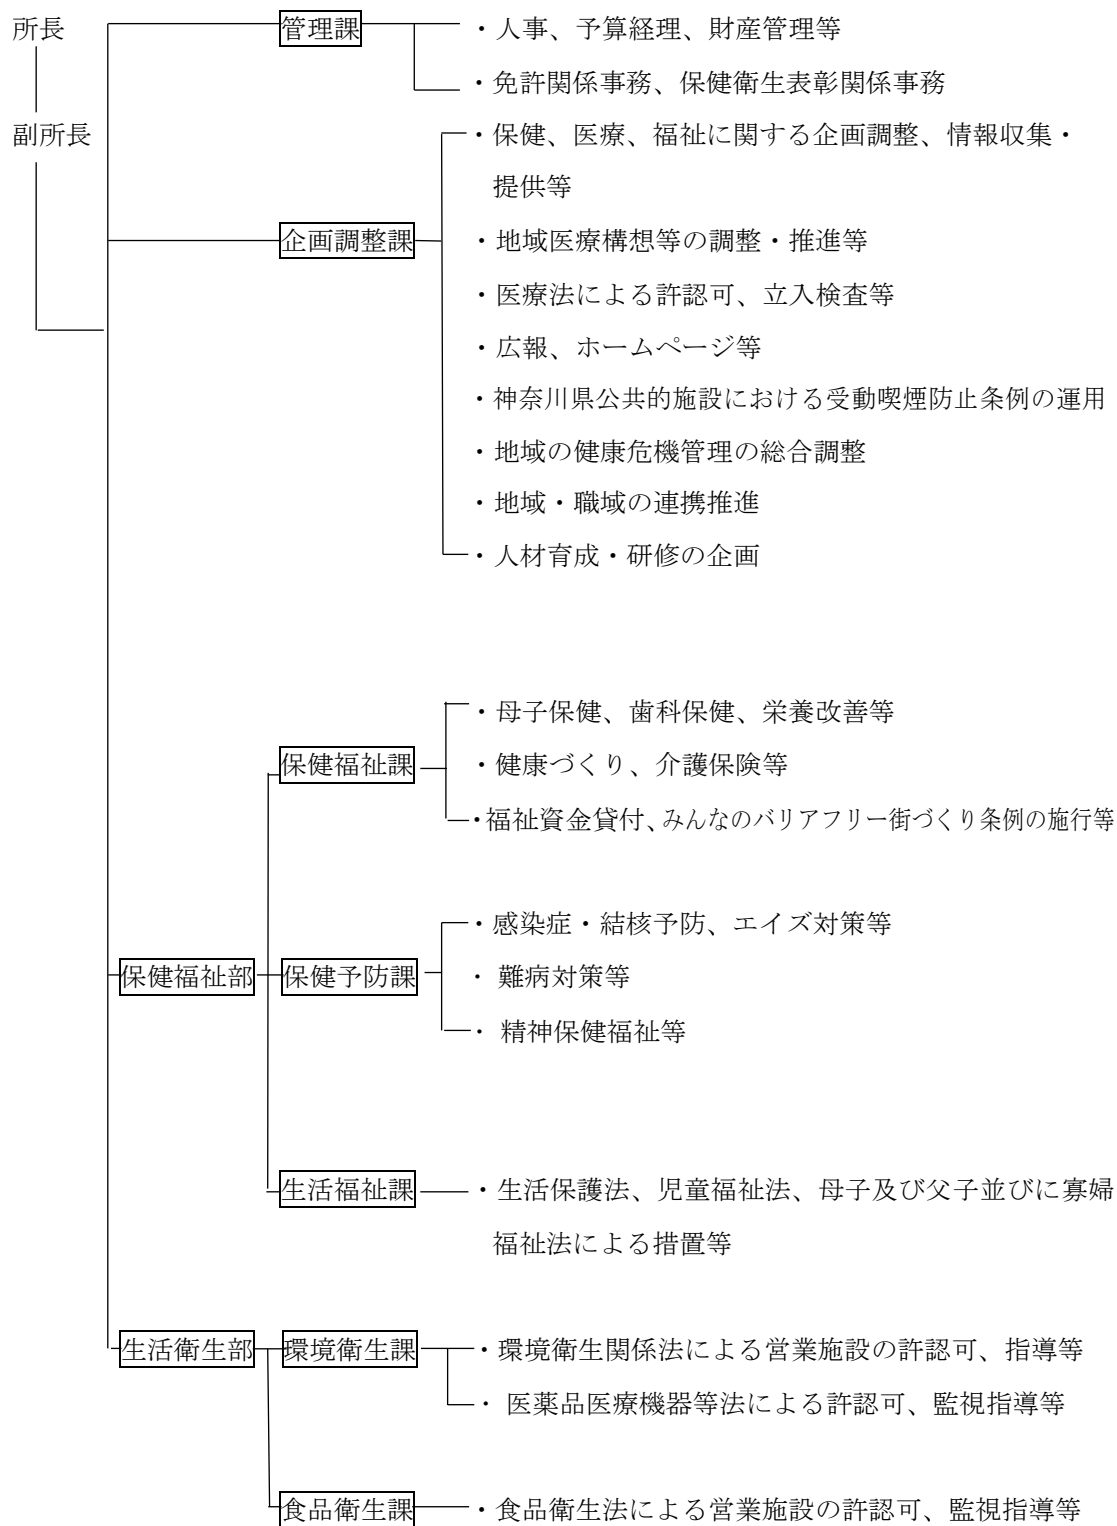 所長
管理課
・人事、予算経理、財産管理等
・免許関係事務、保健衛生表彰関係事務
副所長
・保健、医療、福祉に関する企画調整、情報収集・
提供等
企画調整課
・地域医療構想等の調整・推進等
・医療法による許認可、立入検査等
・広報、ホームページ等
・神奈川県公共的施設における受動喫煙防止条例の運用
・地域の健康危機管理の総合調整
・地域・職域の連携推進
・人材育成・研修の企画
・母子保健、歯科保健、栄養改善等
保健福祉課
・健康づくり、介護保険等
・福祉資金貸付、みんなのバリアフリー街づくり条例の施行等
・感染症・結核予防、エイズ対策等
保健福祉部
保健予防課
・難病対策等
・精神保健福祉等
生活福祉課
・生活保護法、児童福祉法、母子及び父子並びに寡婦
福祉法による措置等
生活衛生部
環境衛生課
・環境衛生関係法による営業施設の許認可、指導等
・医薬品医療機器等法による許認可、監視指導等
食品衛生課
・食品衛生法による営業施設の許認可、監視指導等